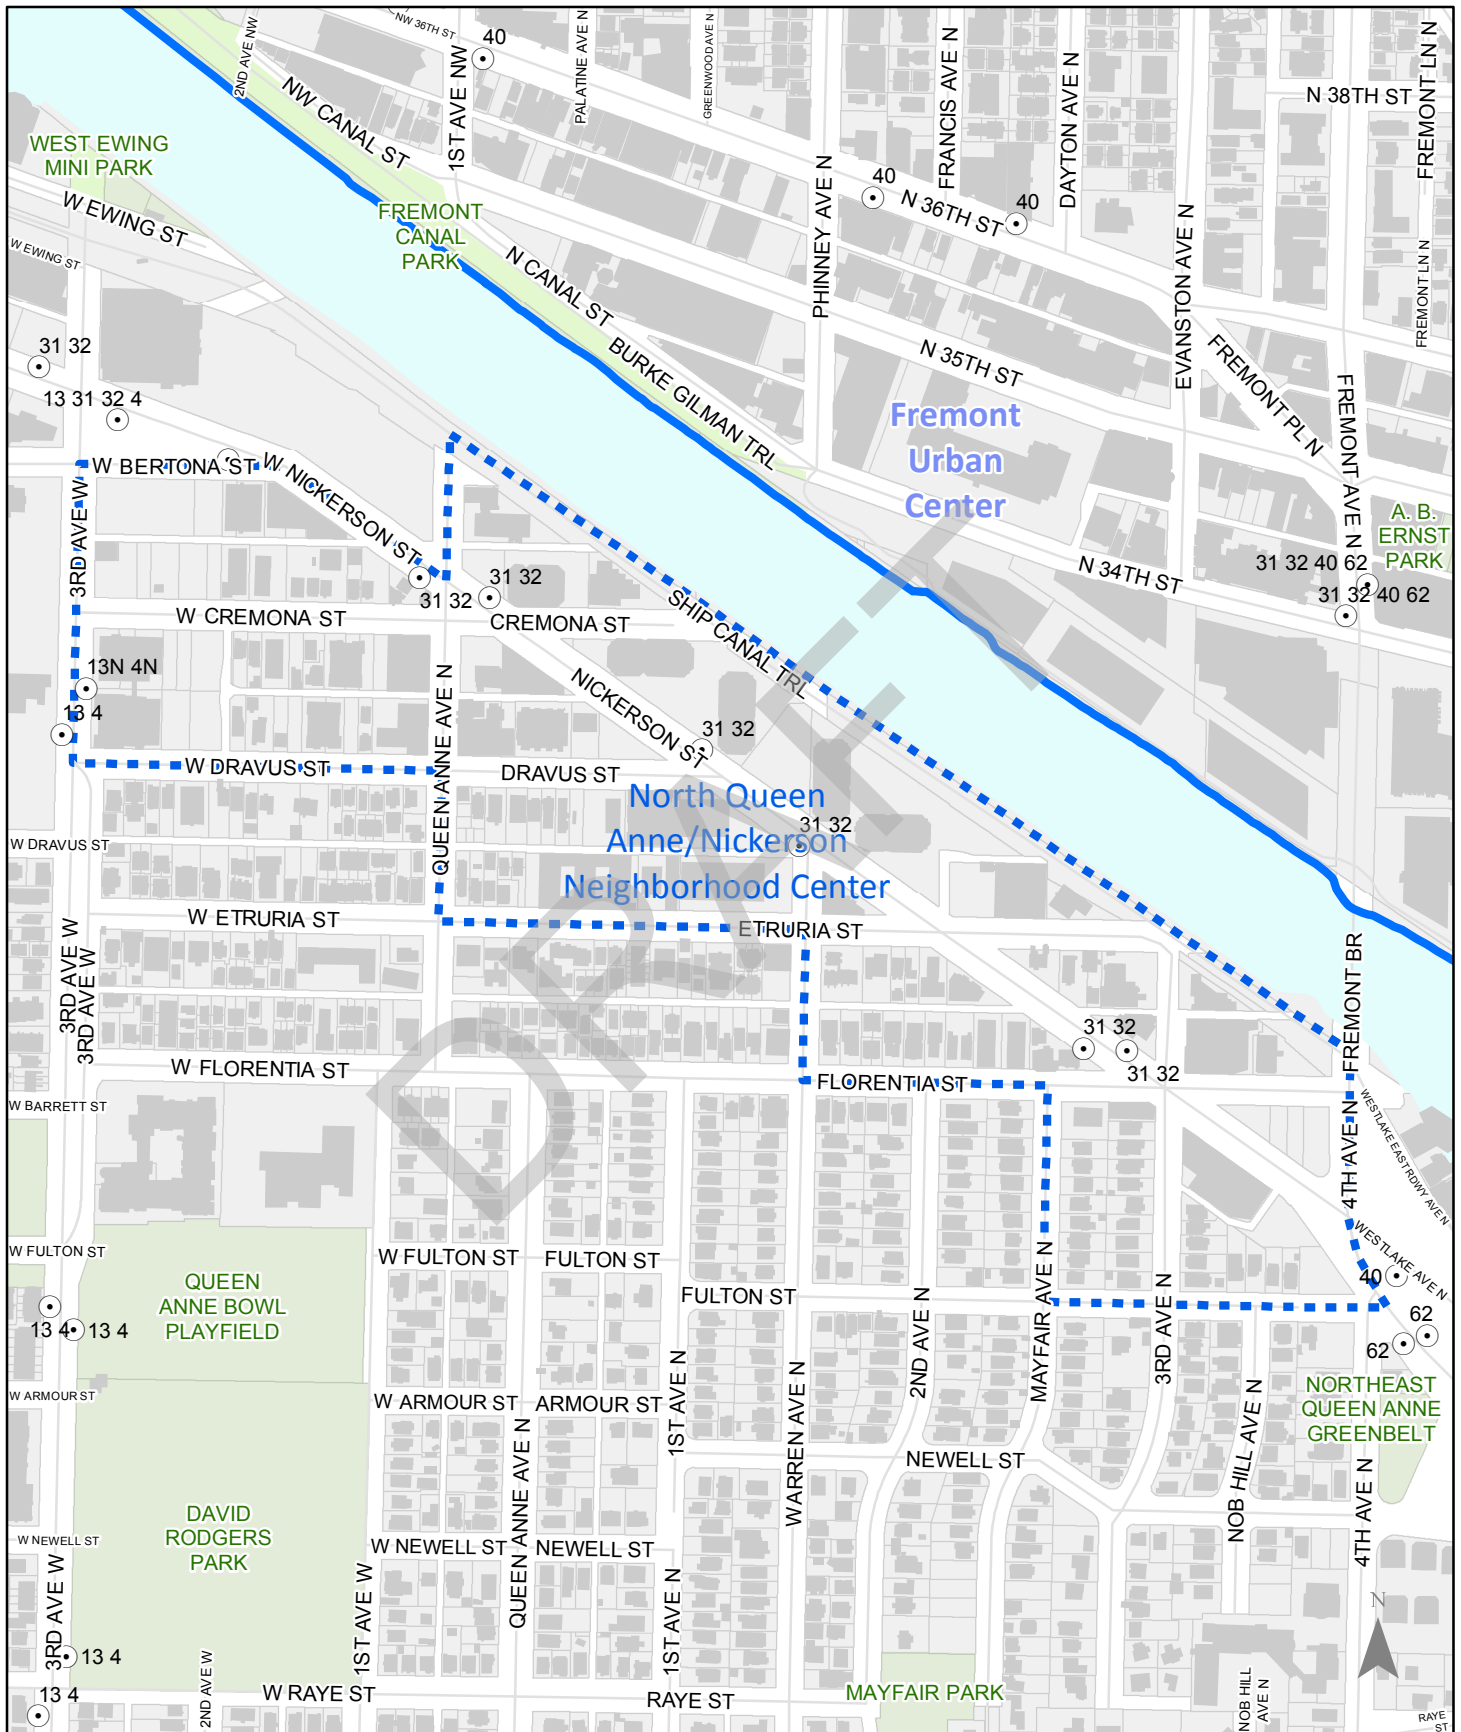 2ND AVE NW
NW 36TH ST
40
1ST AVE NW
PALATINE AVE N
GREENWOOD AVE N
FRANCIS AVE N
DAYTON AVE N
N 38TH ST
FREMONT LN N
WEST EWING
MINI PARK
NW CANAL ST
W EWING ST
W EWING ST
FREMONT
CANAL
PARK
40
N 36TH ST
40
PHINNEY AVE N
EVANSTON AVE N
FREMONT LN N
N CANAL ST
BURKE GILMAN TRL
N 35TH ST
FREMONT PL N
FREMONT AVE N
31 32
13 31 32 4
Fremont
Urban
Center
W BERTONA ST
W NICKERSON ST
3RD AVE W
A. B.
ERNST
PARK
31 32 40 62
31 32 40 62
N 34TH ST
31 32
31 32
W CREMONA ST
CREMONA ST
SHIP CANAL TRL
13N 4N
13 4
QUEEN ANNE AVE N
NICKERSON ST
31 32
W DRAVUS ST
DRAVUS ST
North Queen
Anne/Nickerson
Neighborhood Center
31 32
W DRAVUS ST
W ETRURIA ST
ETRURIA ST
3RD AVE W
3RD AVE W
FREMONT BR
DRAFT
31 32
31 32
W FLORENTIA ST
FLORENTIA ST
W BARRETT ST
4TH AVE N
WESTLAKE EAST RDWY AVE N
W FULTON ST
W FULTON ST
FULTON ST
WESTLAKE AVE N
40
QUEEN
ANNE BOWL
PLAYFIELD
FULTON ST
MAYFAIR AVE N
3RD AVE N
2ND AVE N
13 4
13 4
62
62
1ST AVE N
WARREN AVE N
W ARMOUR ST
W ARMOUR ST
ARMOUR ST
NORTHEAST
QUEEN ANNE
GREENBELT
QUEEN ANNE AVE N
NEWELL ST
NOB HILL AVE N
4TH AVE N
DAVID
RODGERS
PARK
W NEWELL ST
W NEWELL ST
NEWELL ST
3RD AVE W
1ST AVE W
1ST AVE N
N
13 4
13 4
2ND AVE W
W RAYE ST
RAYE ST
MAYFAIR PARK
NOB HILL
AVE N
RAYE
ST